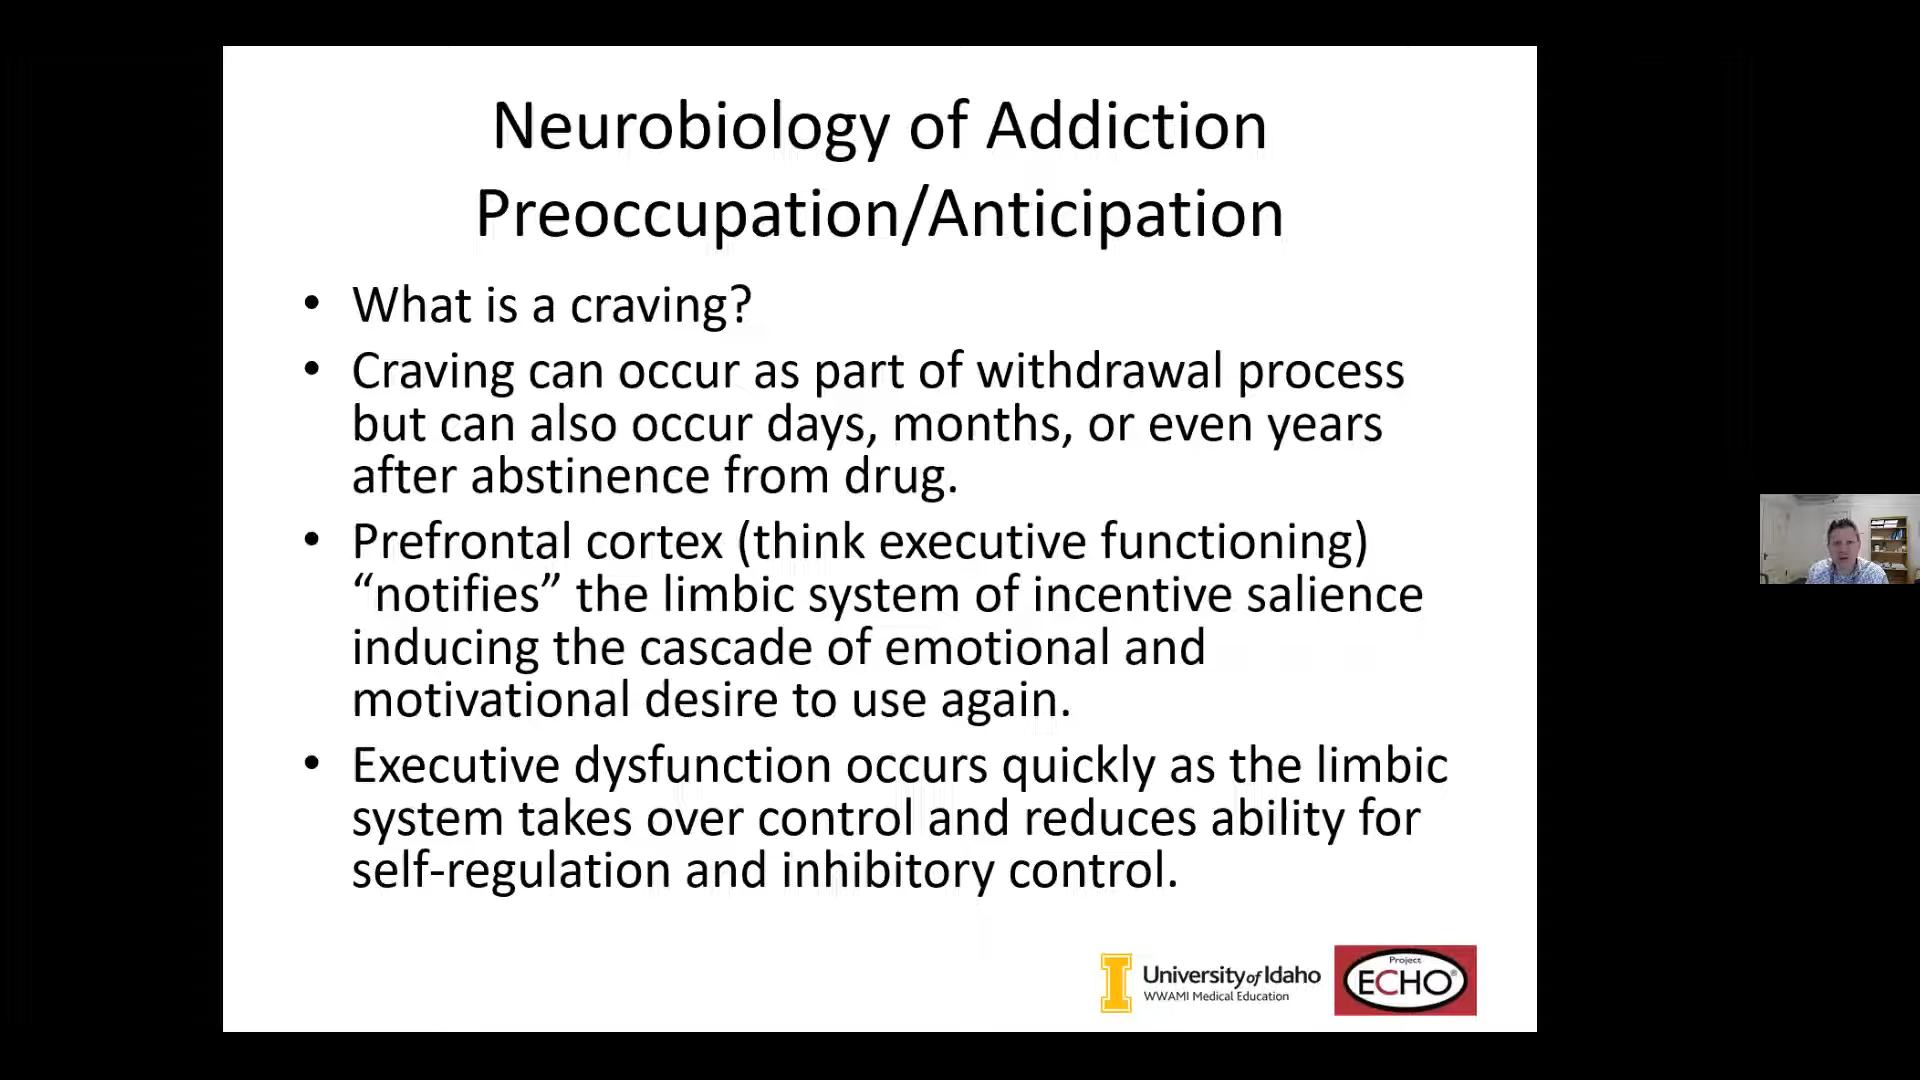 Neurobiology of Addiction
Preoccupation/Anticipation
• What is a craving?
• Craving can occur as part of withdrawal process
but can also occur days, months, or even years
after abstinence from drug.
• Prefrontal cortex (think executive functioning)
“notifies” the limbic system of incentive salience
inducing the cascade of emotional and
motivational desire to use again.
• Executive dysfunction occurs quickly as the limbic
system takes over control and reduces ability for
self-regulation and inhibitory control.
I University of Idaho
WWAMI Medical Education
Project
ECHO®